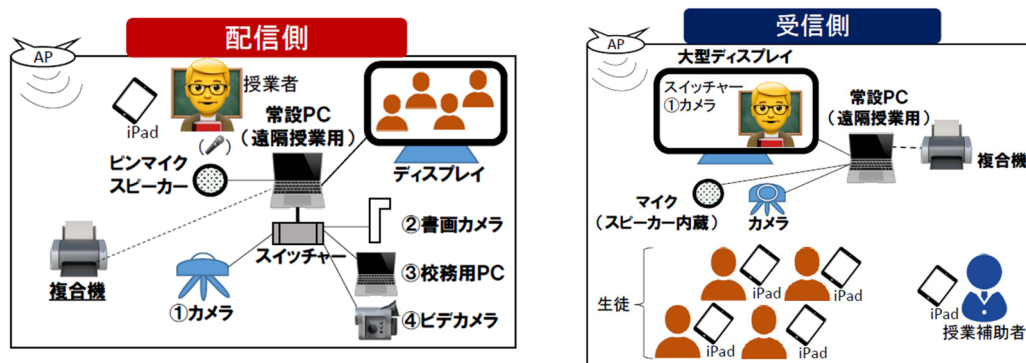 配信側
AP
授業者
iPad
常設PC
（遠隔授業用）
ピンマイク
スピーカー
ディスプレイ
②書画カメラ
スイッチャー
③校務用PC
複合機
①カメラ
④ビデカメラ
受信側
AP
大型ディスプレイ
スイッチャー
①カメラ
常設PC
（遠隔授業用）
複合機
マイク
（スピーカー内蔵）
カメラ
生徒
iPad
iPad
iPad
iPad
iPad
授業補助者